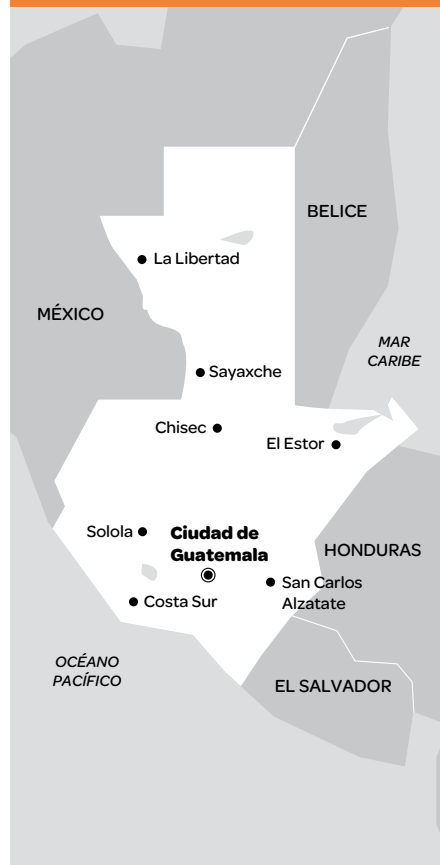 BELICE
La Libertad
MÉXICO
MAR
CARIBE
Sayaxche
Chisec
El Estor
Solola
Ciudad de
Guatemala
HONDURAS
San Carlos
Alzatate
Costa Sur
OCÉANO
PACÍFICO
EL SALVADOR